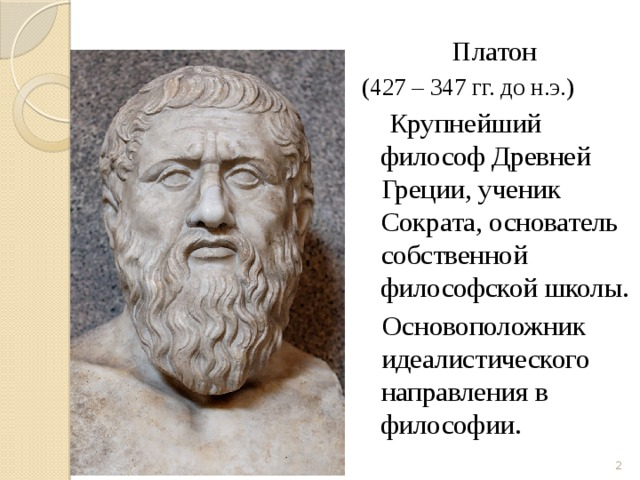 Платон
(427 – 347 гг. до н.э.)
Крупнейший
философ Древней
Греции, ученик
Сократа, основатель
собственной
философской школы.
Основоположник
идеалистического
направления в
философии.
2